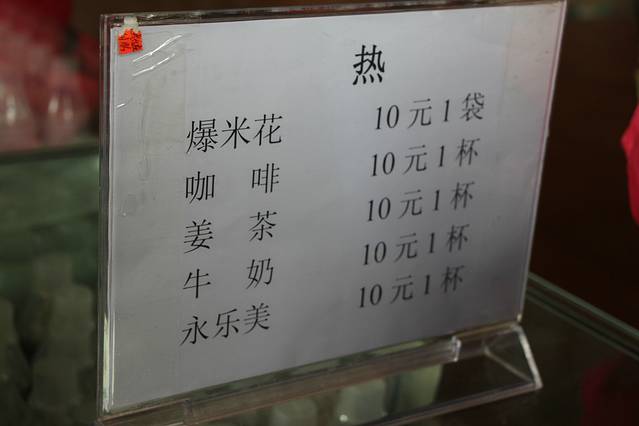 热
爆米花 10元1袋
咖 啡 10元1杯
姜 茶 10元1杯
牛 奶 10元1杯
永乐美 10元1杯